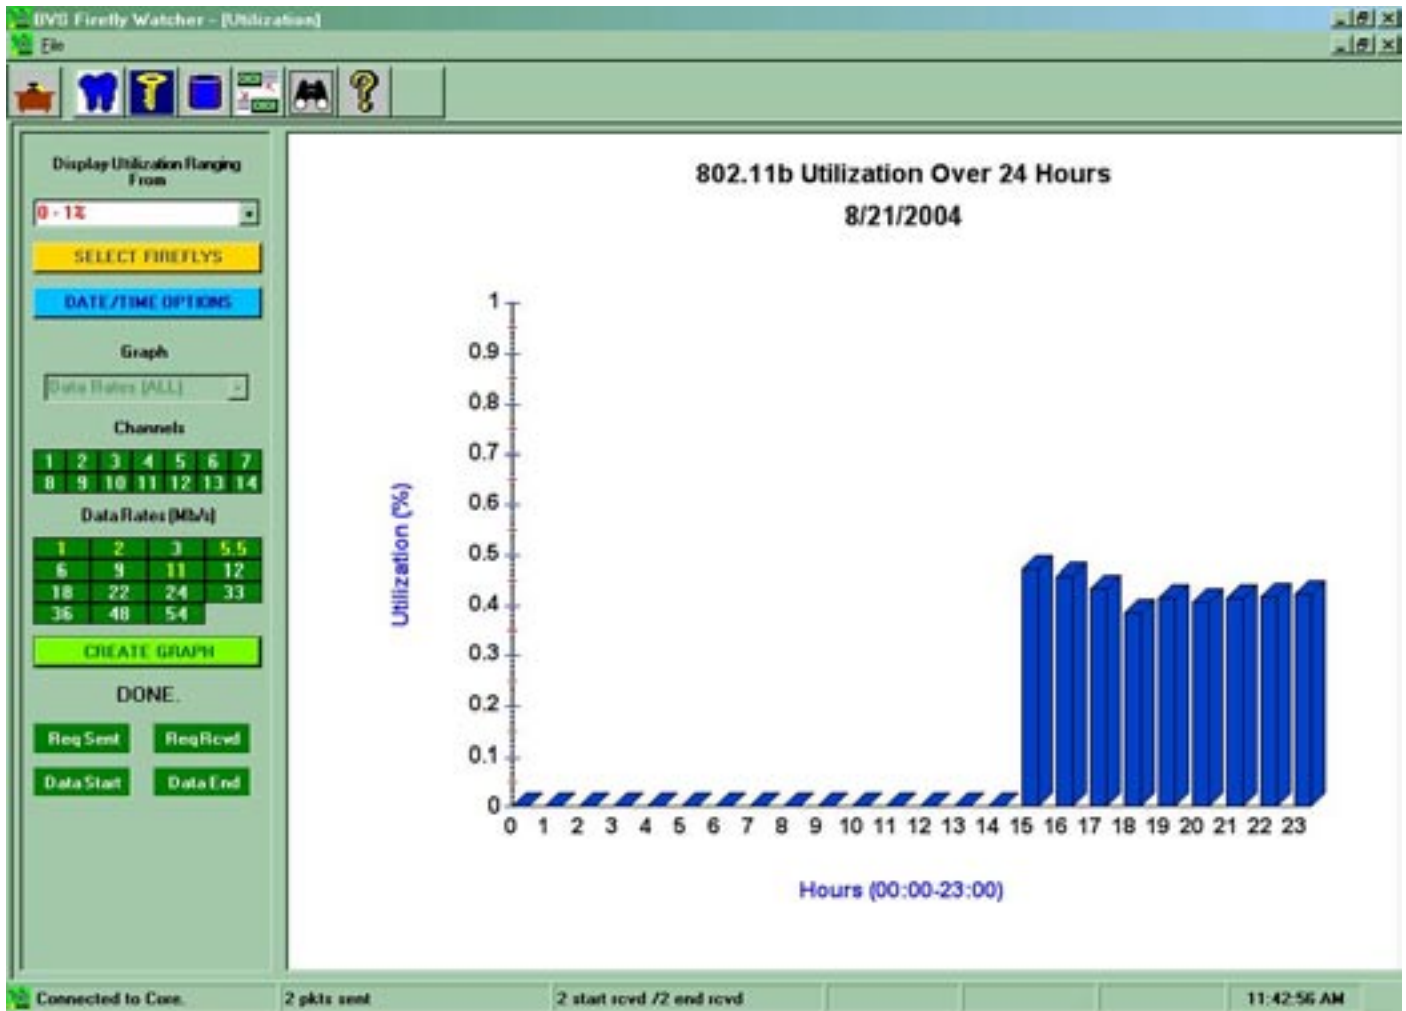 BVS Firefly Watcher - [Utilization]
File
Display Utilization Ranging
From
0 - 1%
SELECT FIREFLYS
DATE/TIME OPTIONS
Graph
Data Rates (ALL)
Channels
1 2 3 4 5 6 7
8 9 10 11 12 13 14
Data Rates (Mb/s)
1 2 3 5.5
6 9 11 12
18 22 24 33
36 48 54
CREATE GRAPH
DONE.
Req Sent Req Rcvd
Data Start Data End
802.11b Utilization Over 24 Hours
8/21/2004
Utilization (%)
1
0.9
0.8
0.7
0.6
0.5
0.4
0.3
0.2
0.1
0
0 1 2 3 4 5 6 7 8 9 10 11 12 13 14 15 16 17 18 19 20 21 22 23
Hours (00:00-23:00)
Connected to Core. 2 pkts sent 2 start rcvd /2 end rcvd 11:42:56 AM